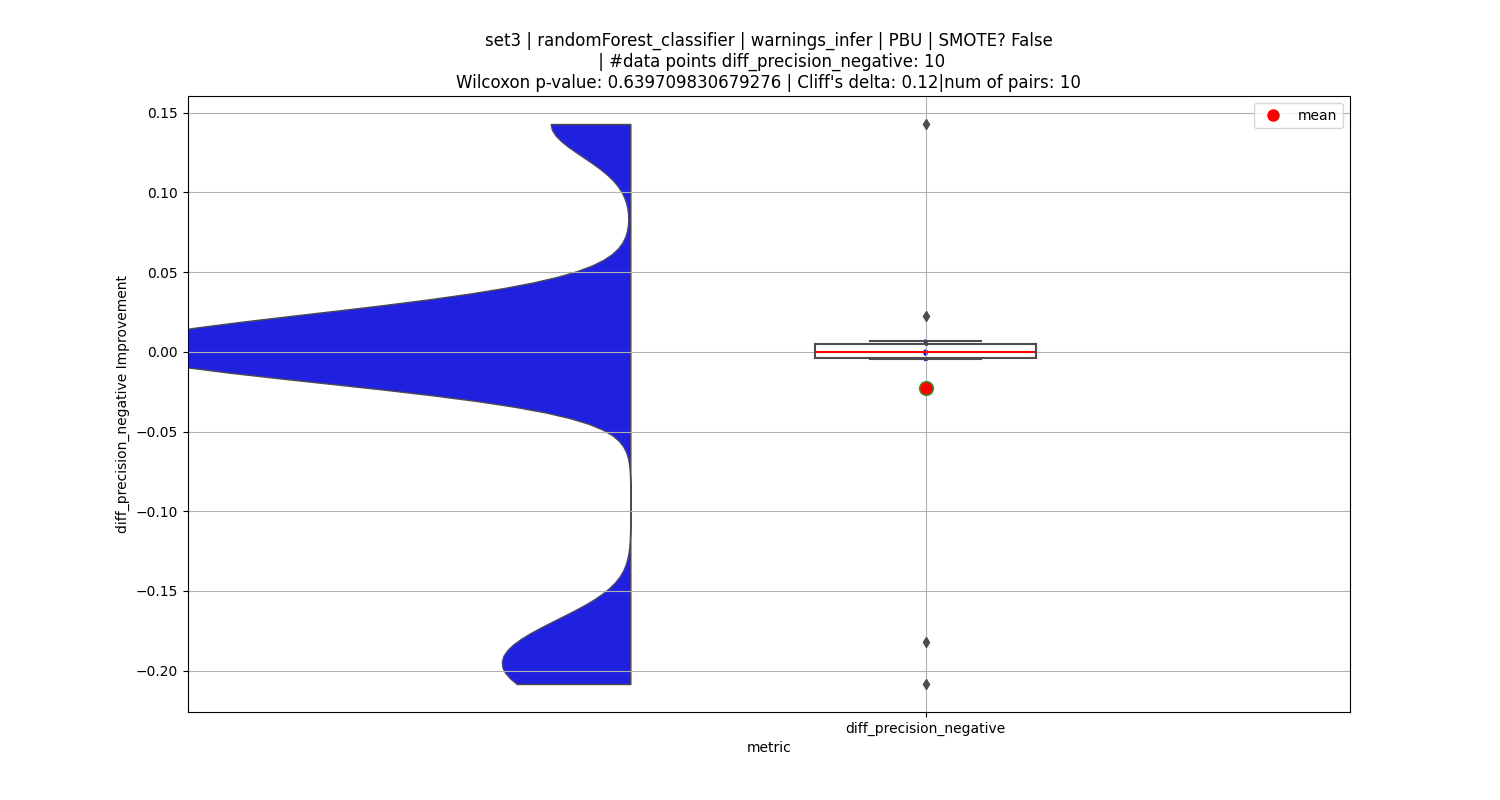 set3 | randomForest_classifier | warnings_infer | PBU | SMOTE? False
| #data points diff_precision_negative: 10
Wilcoxon p-value: 0.639709830679276 | Cliff's delta: 0.12|num of pairs: 10
mean
0.15
0.10
0.05
0.00
−0.05
−0.10
−0.15
−0.20
diff_precision_negative Improvement
diff_precision_negative
metric